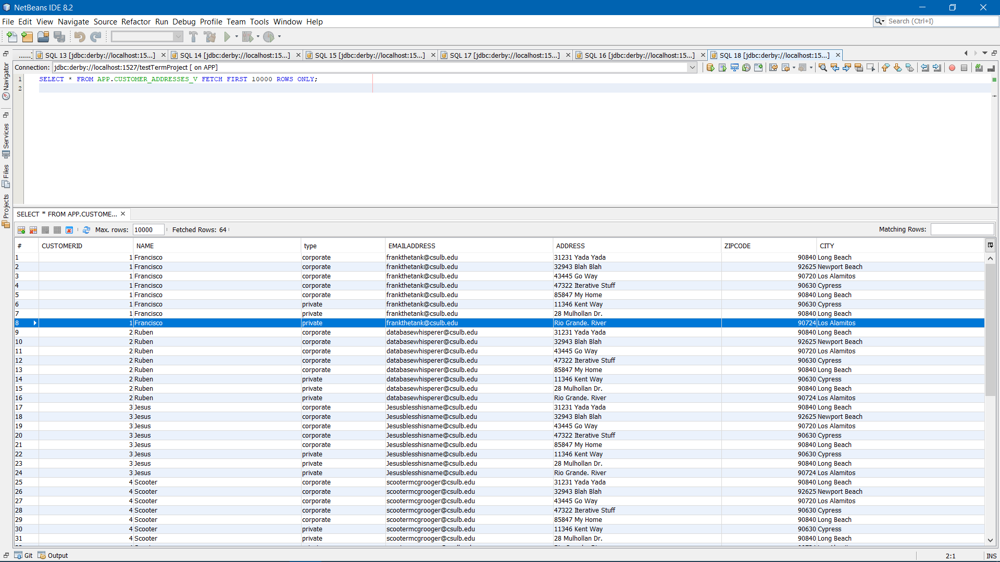 NetBeans IDE 8.2
File Edit View Navigate Source Refactor Run Debug Profile Team Tools Window Help
Search (Ctrl+I)
......] SQL 13 [jdbc:derby://localhost:15...] SQL 14 [jdbc:derby://localhost:15...] SQL 15 [jdbc:derby://localhost:15...] SQL 17 [jdbc:derby://localhost:15...] SQL 16 [jdbc:derby://localhost:15...] SQL 18 [jdbc:derby://localhost:15...]
Connection: jdbc:derby://localhost:1527/testTermProject [ on APP]
Navigator
Services
Files
Projects
1 SELECT * FROM APP.CUSTOMER_ADDRESSES_V FETCH FIRST 10000 ROWS ONLY;
2
SELECT * FROM APP.CUSTOME...
Max. rows: 10000 Fetched Rows: 64 Matching Rows:
# CUSTOMERID NAME type EMAILADDRESS ADDRESS ZIPCODE CITY
1 1 Francisco corporate frankthetank@csulb.edu 31231 Yada Yada 90840 Long Beach
2 1 Francisco corporate frankthetank@csulb.edu 32943 Blah Blah 92625 Newport Beach
3 1 Francisco corporate frankthetank@csulb.edu 43445 Go Way 90720 Los Alamitos
4 1 Francisco corporate frankthetank@csulb.edu 47322 Iterative Stuff 90630 Cypress
5 1 Francisco corporate frankthetank@csulb.edu 85847 My Home 90840 Long Beach
6 1 Francisco private frankthetank@csulb.edu 11346 Kent Way 90630 Cypress
7 1 Francisco private frankthetank@csulb.edu 28 Mulhollan Dr. 90840 Long Beach
8 1 Francisco private frankthetank@csulb.edu Rio Grande. River 90724 Los Alamitos
9 2 Ruben corporate databasewhisperer@csulb.edu 31231 Yada Yada 90840 Long Beach
10 2 Ruben corporate databasewhisperer@csulb.edu 32943 Blah Blah 92625 Newport Beach
11 2 Ruben corporate databasewhisperer@csulb.edu 43445 Go Way 90720 Los Alamitos
12 2 Ruben corporate databasewhisperer@csulb.edu 47322 Iterative Stuff 90630 Cypress
13 2 Ruben corporate databasewhisperer@csulb.edu 85847 My Home 90840 Long Beach
14 2 Ruben private databasewhisperer@csulb.edu 11346 Kent Way 90630 Cypress
15 2 Ruben private databasewhisperer@csulb.edu 28 Mulhollan Dr. 90840 Long Beach
16 2 Ruben private databasewhisperer@csulb.edu Rio Grande. River 90724 Los Alamitos
17 3 Jesus corporate Jesusblesshisname@csulb.edu 31231 Yada Yada 90840 Long Beach
18 3 Jesus corporate Jesusblesshisname@csulb.edu 32943 Blah Blah 92625 Newport Beach
19 3 Jesus corporate Jesusblesshisname@csulb.edu 43445 Go Way 90720 Los Alamitos
20 3 Jesus corporate Jesusblesshisname@csulb.edu 47322 Iterative Stuff 90630 Cypress
21 3 Jesus corporate Jesusblesshisname@csulb.edu 85847 My Home 90840 Long Beach
22 3 Jesus private Jesusblesshisname@csulb.edu 11346 Kent Way 90630 Cypress
23 3 Jesus private Jesusblesshisname@csulb.edu 28 Mulhollan Dr. 90840 Long Beach
24 3 Jesus private Jesusblesshisname@csulb.edu Rio Grande. River 90724 Los Alamitos
25 4 Scooter corporate scootermcgrooger@csulb.edu 31231 Yada Yada 90840 Long Beach
26 4 Scooter corporate scootermcgrooger@csulb.edu 32943 Blah Blah 92625 Newport Beach
27 4 Scooter corporate scootermcgrooger@csulb.edu 43445 Go Way 90720 Los Alamitos
28 4 Scooter corporate scootermcgrooger@csulb.edu 47322 Iterative Stuff 90630 Cypress
29 4 Scooter corporate scootermcgrooger@csulb.edu 85847 My Home 90840 Long Beach
30 4 Scooter private scootermcgrooger@csulb.edu 11346 Kent Way 90630 Cypress
31 4 Scooter private scootermcgrooger@csulb.edu 28 Mulhollan Dr. 90840 Long Beach
Git Output 2:1 INS